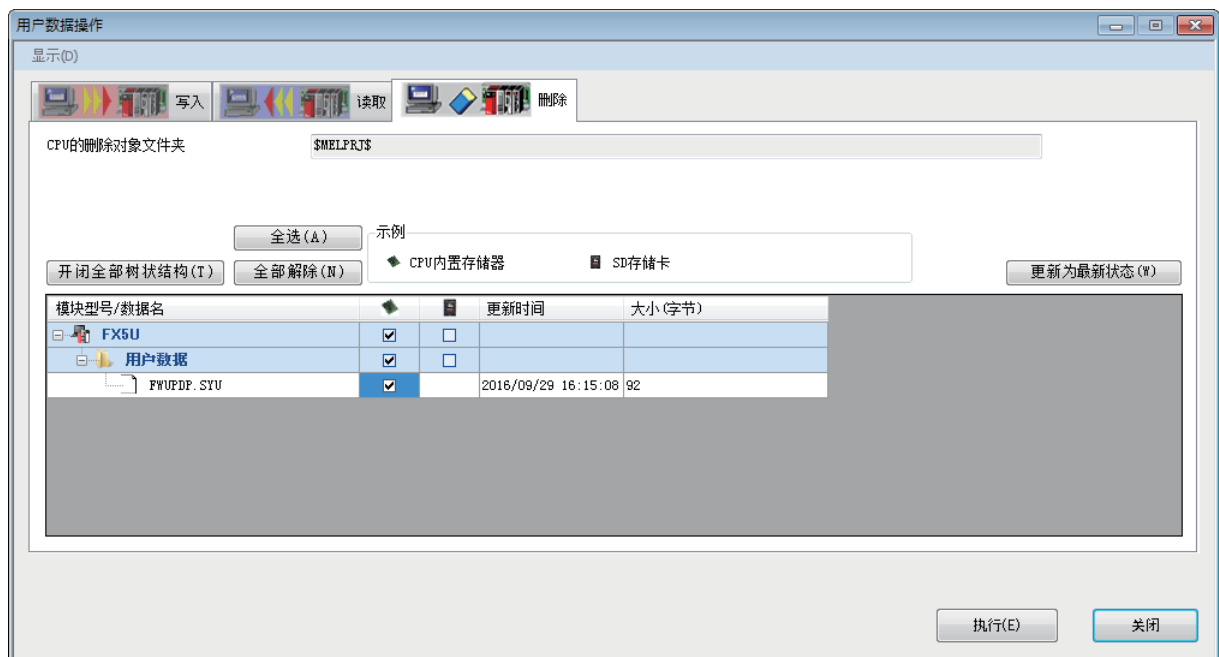 用户数据操作
显示(D)
写入 读取 删除
CPU的删除对象文件夹 $MELPRJ$
全选(A) 示例
开闭全部树状结构(T) 全部解除(N) CPU内置存储器 SD存储卡 更新为最新状态(W)
模块型号/数据名 更新时间 大小(字节)
FX5U
用户数据
FWUPDP.SYU 2016/09/29 16:15:08 92
执行(E) 关闭